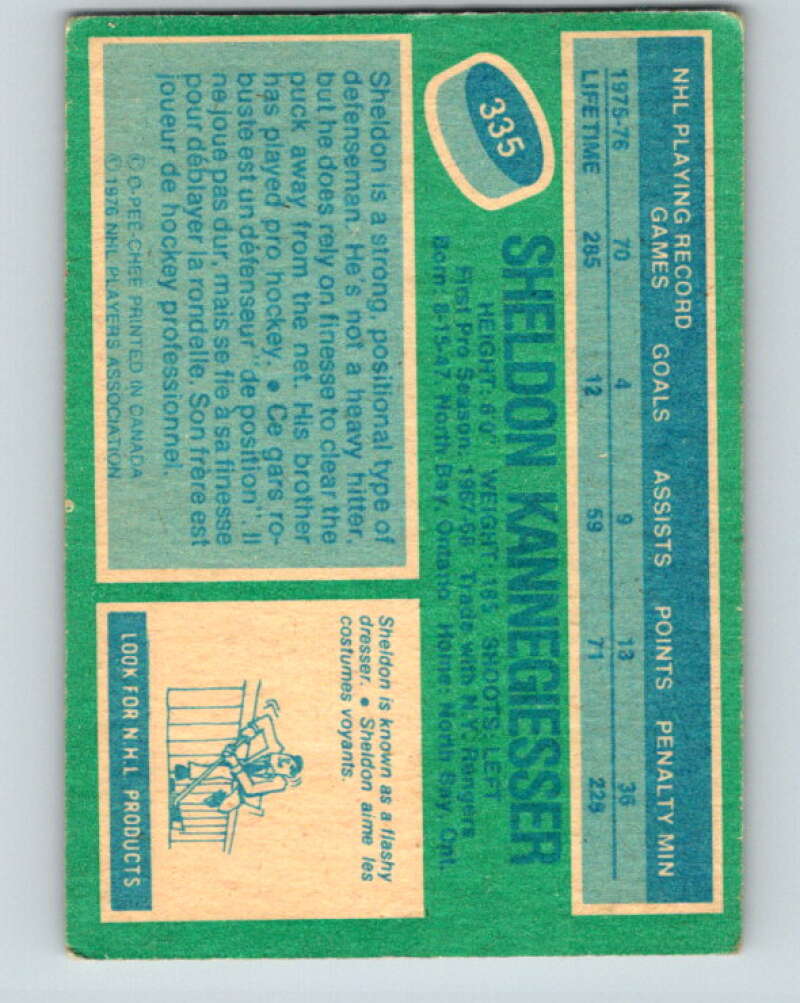 NHL PLAYING RECORD
GAMES GOALS ASSISTS POINTS PENALTY MIN
1975-76 70 4 9 13 36
LIFETIME 285 12 59 71 228
335
SHELDON KANNEGIESSER
HEIGHT: 6'0" WEIGHT: 185 SHOOTS: LEFT
First Pro Season: 1967-68 Trade with N.Y. Rangers
Born: 8-15-47, North Bay, Ontario Home: North Bay, Ont.
Sheldon is a strong, positional type of
defenseman. He's not a heavy hitter,
but he does rely on finesse to clear the
puck away from the net. His brother
has played pro hockey. • Ce gars ro-
buste est un défenseur "de position". Il
ne joue pas dur, mais se fie à sa finesse
pour déblayer la rondelle. Son frère est
joueur de hockey professionnel.
© O-PEE-CHEE PRINTED IN CANADA
© 1976 NHL PLAYERS ASSOCIATION
Sheldon is known as a flashy
dresser. • Sheldon aime les
costumes voyants.
LOOK FOR N.H.L PRODUCTS